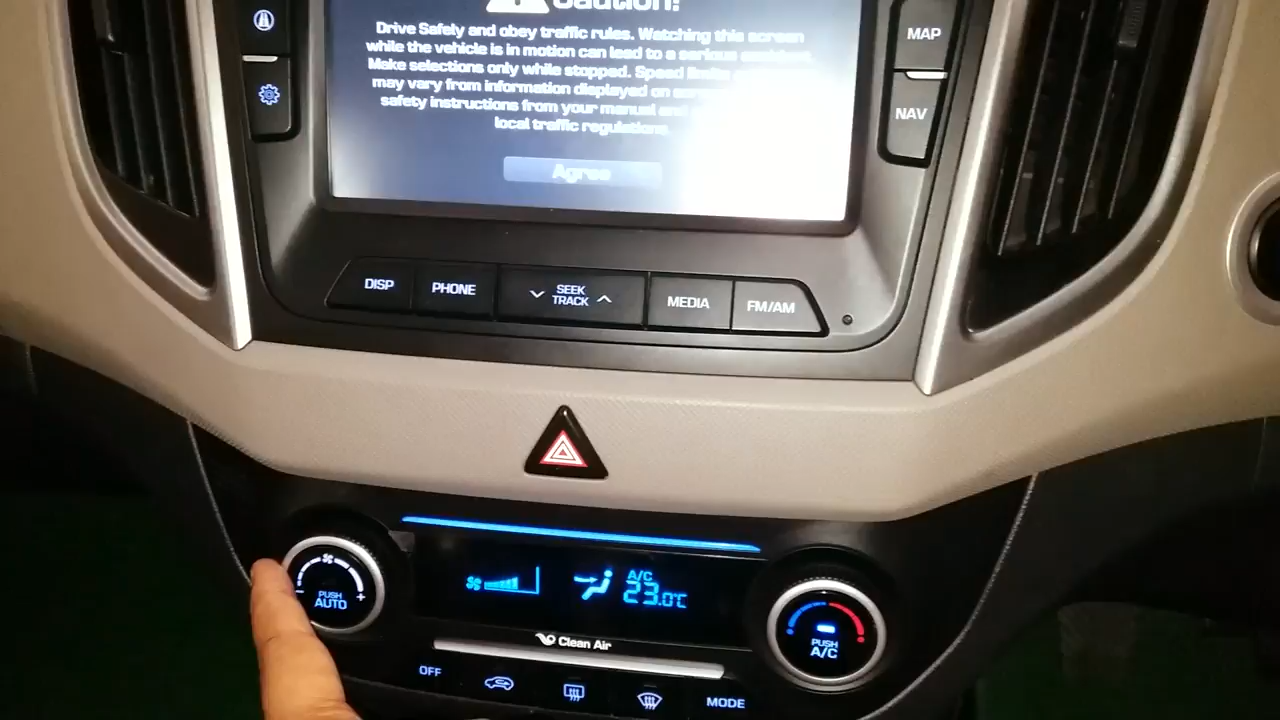 Caution!
Drive Safely and obey traffic rules. Watching this screen
while the vehicle is in motion can lead to a serious
Make selections only while stopped. Speed limits
may vary from information displayed on
safety instructions from your manual and
local traffic regulations.
Agree
MAP
NAV
DISP
PHONE
SEEK
TRACK
MEDIA
FM/AM
PUSH
AUTO
A/C
23.0°C
PUSH
A/C
Clean Air
OFF
MODE